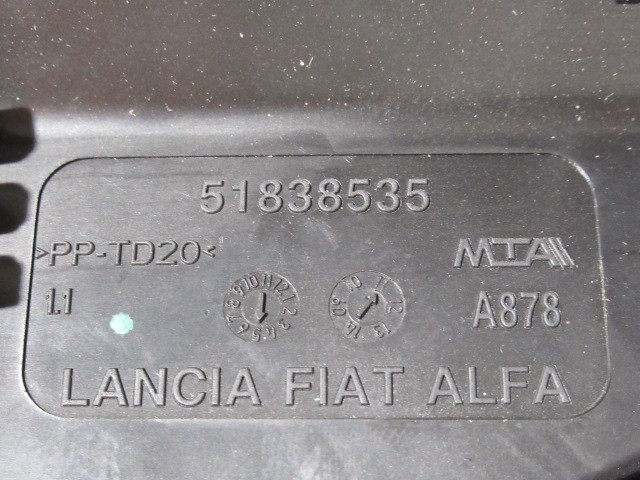 51838535
>PP-TD20< MTA
1.1 A878
LANCIA FIAT ALFA